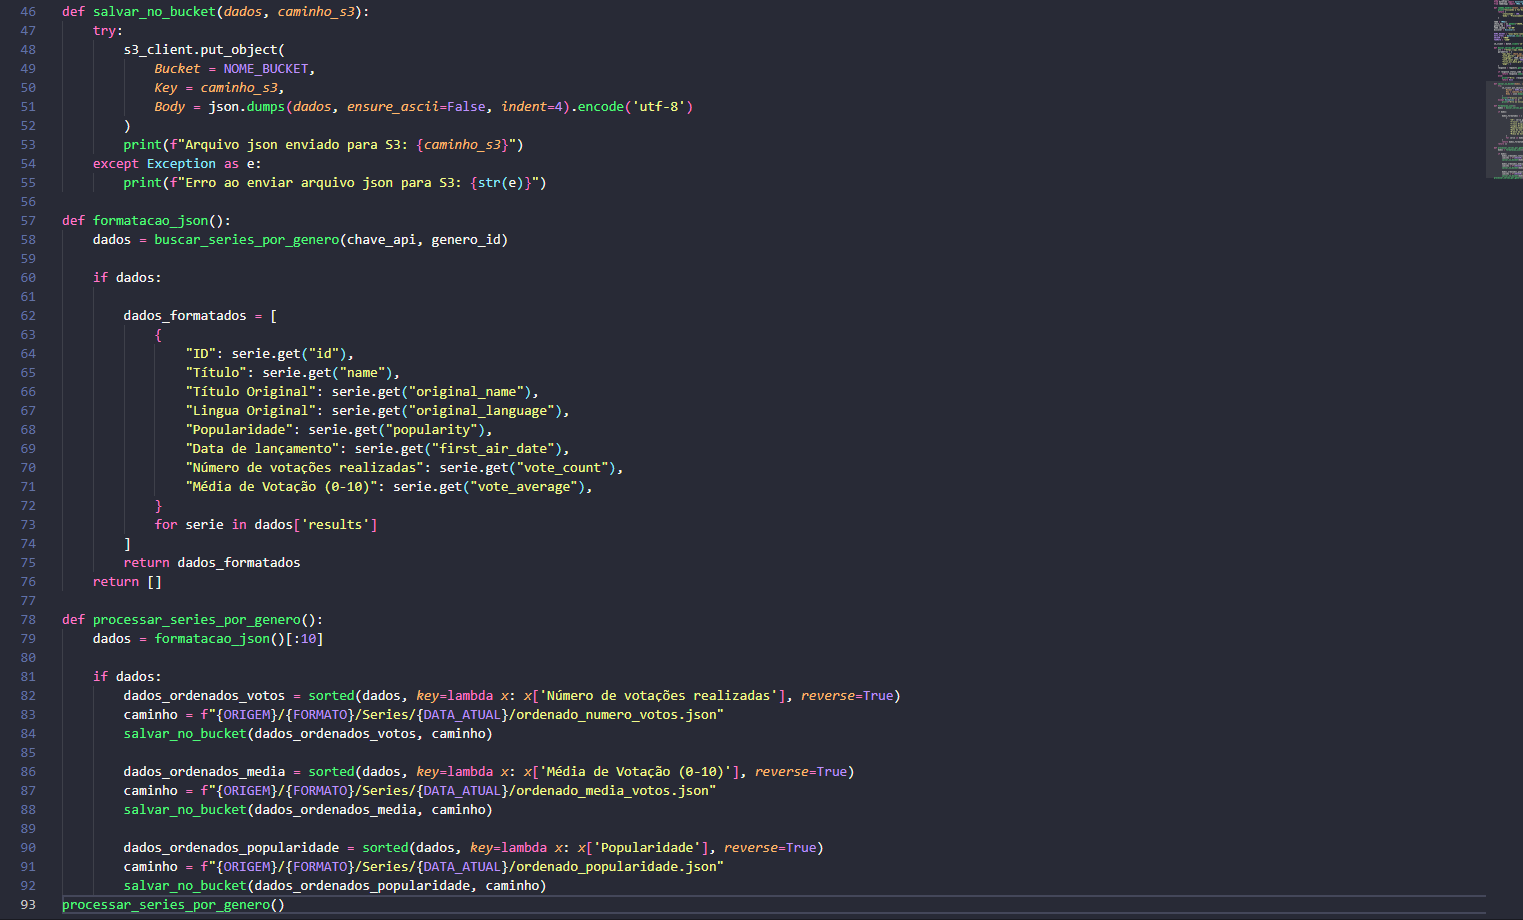 46 def salvar_no_bucket(dados, caminho_s3):
47     try:
48         s3_client.put_object(
49             Bucket = NOME_BUCKET,
50             Key = caminho_s3,
51             Body = json.dumps(dados, ensure_ascii=False, indent=4).encode('utf-8')
52         )
53         print(f"Arquivo json enviado para S3: {caminho_s3}")
54     except Exception as e:
55         print(f"Erro ao enviar arquivo json para S3: {str(e)}")
56
57 def formatacao_json():
58     dados = buscar_series_por_genero(chave_api, genero_id)
59
60     if dados:
61
62         dados_formatados = [
63             {
64                 "ID": serie.get("id"),
65                 "Título": serie.get("name"),
66                 "Título Original": serie.get("original_name"),
67                 "Lingua Original": serie.get("original_language"),
68                 "Popularidade": serie.get("popularity"),
69                 "Data de lançamento": serie.get("first_air_date"),
70                 "Número de votações realizadas": serie.get("vote_count"),
71                 "Média de Votação (0-10)": serie.get("vote_average"),
72             }
73             for serie in dados['results']
74         ]
75         return dados_formatados
76     return []
77
78 def processar_series_por_genero():
79     dados = formatacao_json()[:10]
80
81     if dados:
82         dados_ordenados_votos = sorted(dados, key=lambda x: x['Número de votações realizadas'], reverse=True)
83         caminho = f"{ORIGEM}/{FORMATO}/Series/{DATA_ATUAL}/ordenado_numero_votos.json"
84         salvar_no_bucket(dados_ordenados_votos, caminho)
85
86         dados_ordenados_media = sorted(dados, key=lambda x: x['Média de Votação (0-10)'], reverse=True)
87         caminho = f"{ORIGEM}/{FORMATO}/Series/{DATA_ATUAL}/ordenado_media_votos.json"
88         salvar_no_bucket(dados_ordenados_media, caminho)
89
90         dados_ordenados_popularidade = sorted(dados, key=lambda x: x['Popularidade'], reverse=True)
91         caminho = f"{ORIGEM}/{FORMATO}/Series/{DATA_ATUAL}/ordenado_popularidade.json"
92         salvar_no_bucket(dados_ordenados_popularidade, caminho)
93 processar_series_por_genero()